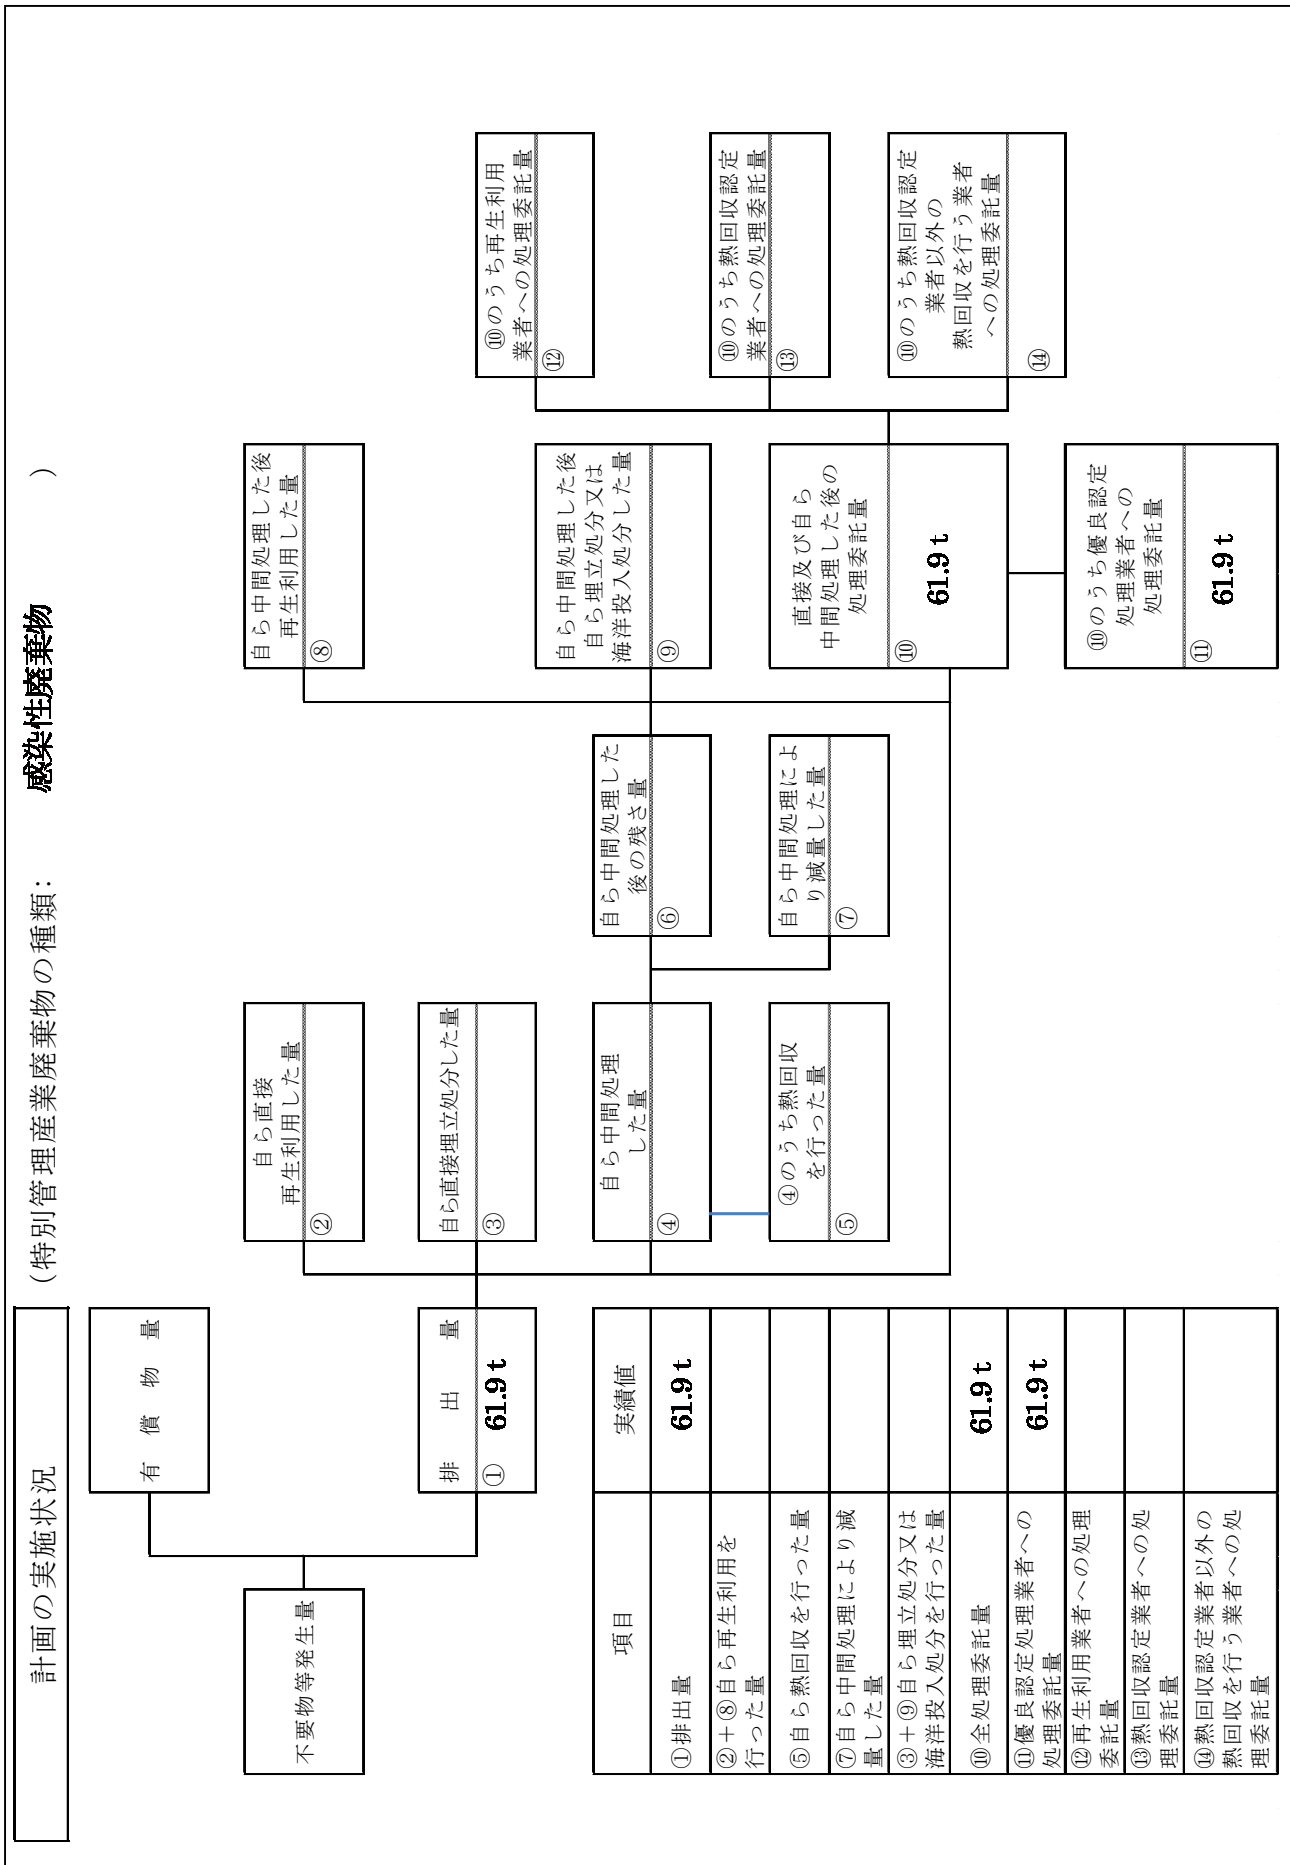 計画の実施状況
(特別管理産業廃棄物の種類: 感染性廃棄物 )
有償物量
不要物等発生量
排出量
① 61.9 t
自ら直接
再生利用した量
②
自ら直接埋立処分した量
③
自ら中間処理
した量
④
④のうち熱回収
を行った量
⑤
自ら中間処理した
後の残さ量
⑥
自ら中間処理によ
り減量した量
⑦
自ら中間処理した後
再生利用した量
⑧
自ら中間処理した後
自ら埋立処分又は
海洋投入処分した量
⑨
直接及び自ら
中間処理した後の
処理委託量
⑩ 61.9 t
⑩のうち優良認定
処理業者への
処理委託量
⑪ 61.9 t
⑩のうち再生利用
業者への処理委託量
⑫
⑩のうち熱回収認定
業者への処理委託量
⑬
⑩のうち熱回収認定
業者以外の
熱回収を行う業者
への処理委託量
⑭
項目 実績値
①排出量 61.9 t
②+⑧自ら再生利用を
行った量
⑤自ら熱回収を行った量
⑦自ら中間処理により減
量した量
③+⑨自ら埋立処分又は
海洋投入処分を行った量
⑩全処理委託量 61.9 t
⑪優良認定処理業者への
処理委託量 61.9 t
⑫再生利用業者への処理
委託量
⑬熱回収認定業者への処
理委託量
⑭熱回収認定業者以外の
熱回収を行う業者への処
理委託量